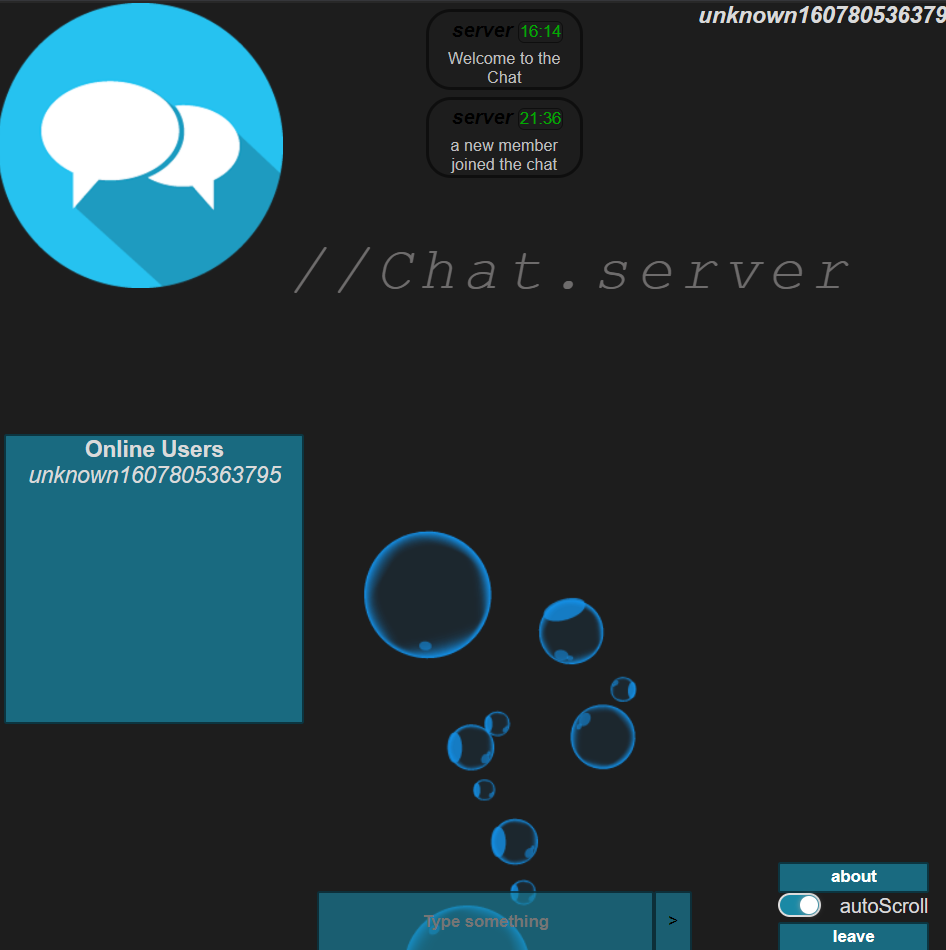 server 16:14
Welcome to the
Chat
server 21:36
a new member
joined the chat
unknown160780536379
//Chat.server
Online Users
unknown1607805363795
Type something
>
about
autoScroll
leave